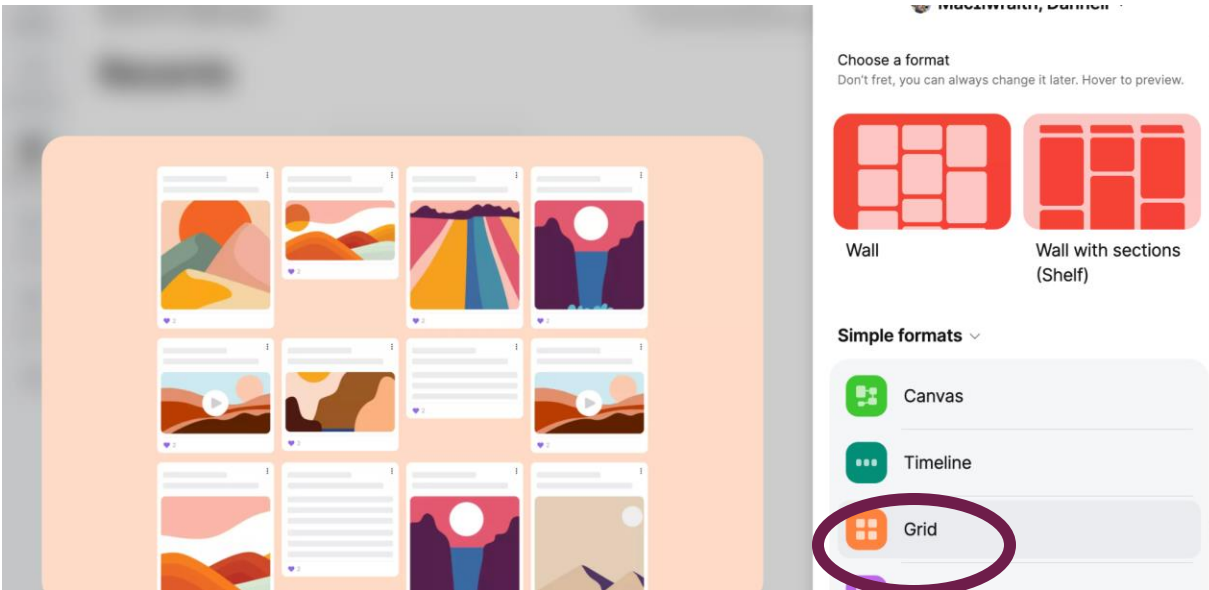 Choose a format
Don't fret, you can always change it later. Hover to preview.
Wall
Wall with sections
(Shelf)
Simple formats
Canvas
Timeline
Grid